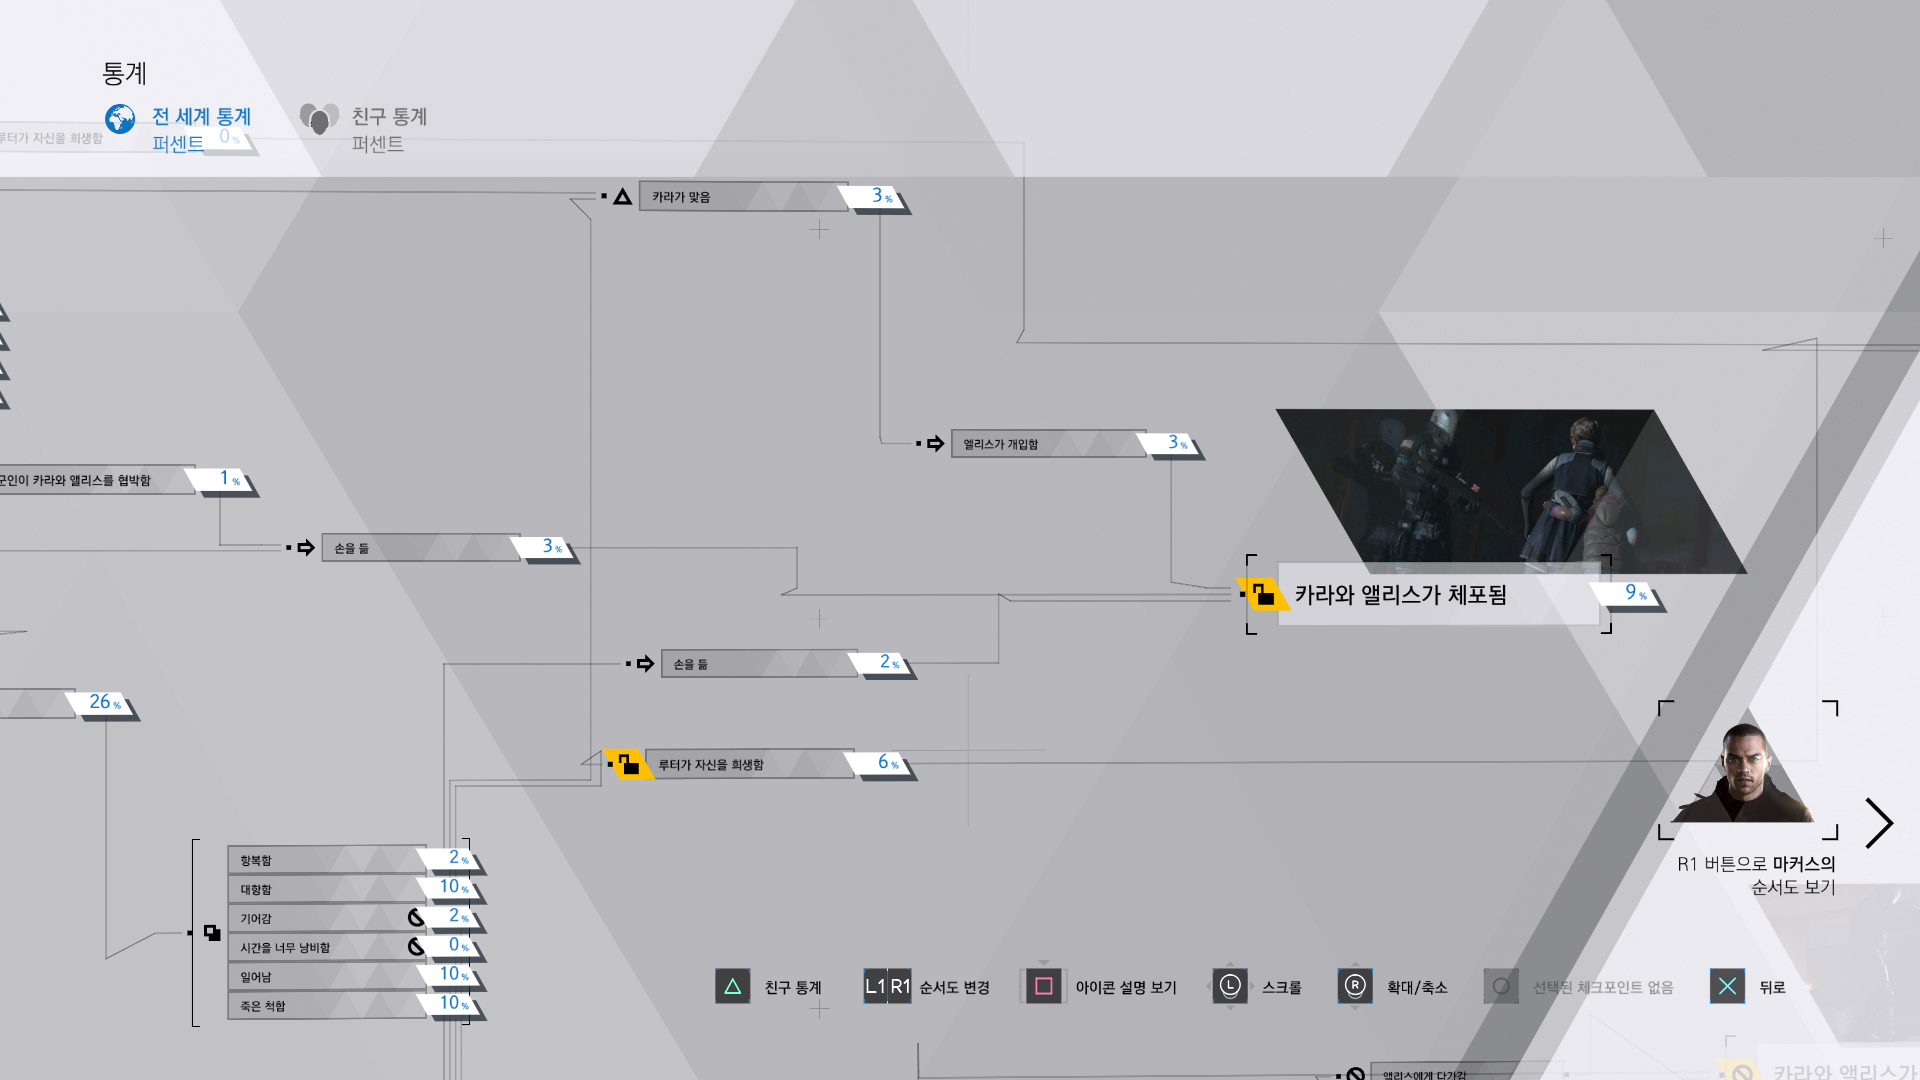 통계
전 세계 통계
퍼센트
친구 통계
퍼센트
루터가 자신을 희생함 0 %
카라가 맞음 3 %
앨리스가 개입함 3 %
군인이 카라와 앨리스를 협박함 1 %
손을 듦 3 %
카라와 앨리스가 체포됨 9 %
손을 듦 2 %
26 %
루터가 자신을 희생함 6 %
항복함 2 %
대항함 10 %
기어감 2 %
시간을 너무 낭비함 0 %
일어남 10 %
죽은 척함 10 %
R1 버튼으로 마커스의
순서도 보기
친구 통계
L1 R1 순서도 변경
아이콘 설명 보기
L 스크롤
R 확대/축소
선택된 체크포인트 없음
뒤로
앨리스에게 다가감
카라와 앨리스가